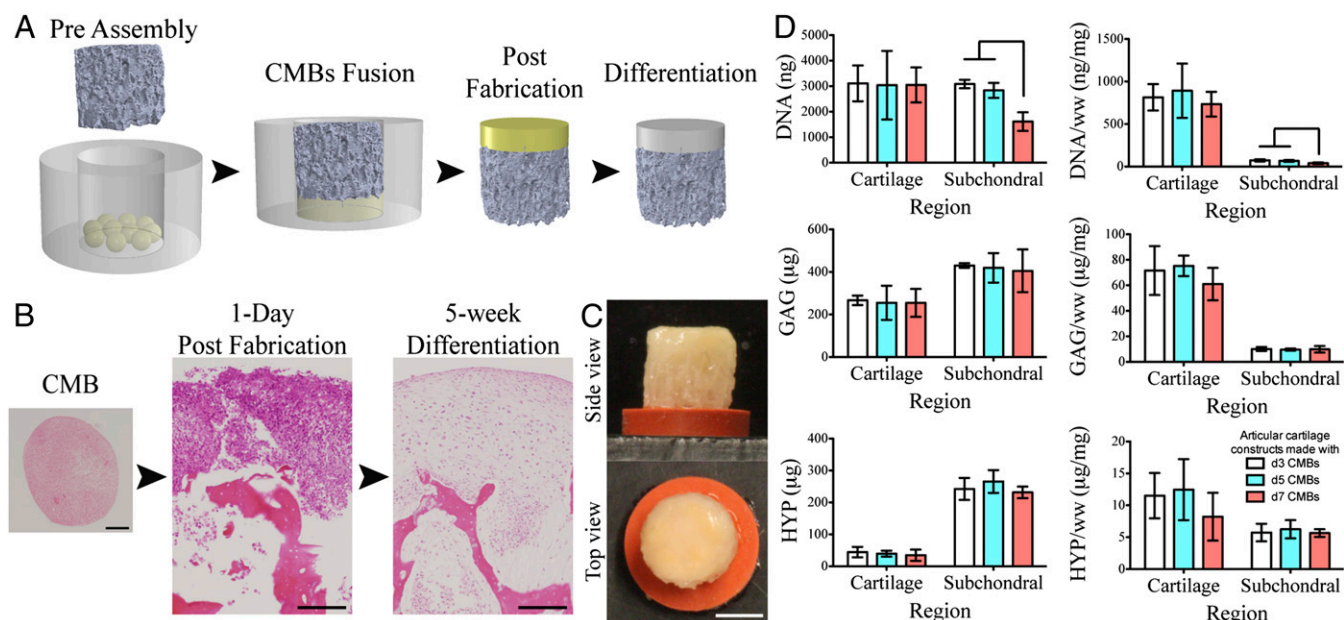 A
Pre Assembly
CMBs Fusion
Post
Fabrication
Differentiation
B
CMB
1-Day
Post Fabrication
5-week
Differentiation
C
Side view
Top view
D
DNA (ng)
5000
4000
3000
2000
1000
0
Cartilage
Subchondral
Region
DNA/ww (ng/mg)
1500
1000
500
0
Cartilage
Subchondral
Region
GAG (µg)
600
400
200
0
Cartilage
Subchondral
Region
GAG/ww (µg/mg)
100
80
60
40
20
0
Cartilage
Subchondral
Region
HYP (µg)
400
300
200
100
0
Cartilage
Subchondral
Region
HYP/ww (µg/mg)
20
15
10
5
0
Articular cartilage
constructs made with
d3 CMBs
d5 CMBs
d7 CMBs
Cartilage
Subchondral
Region